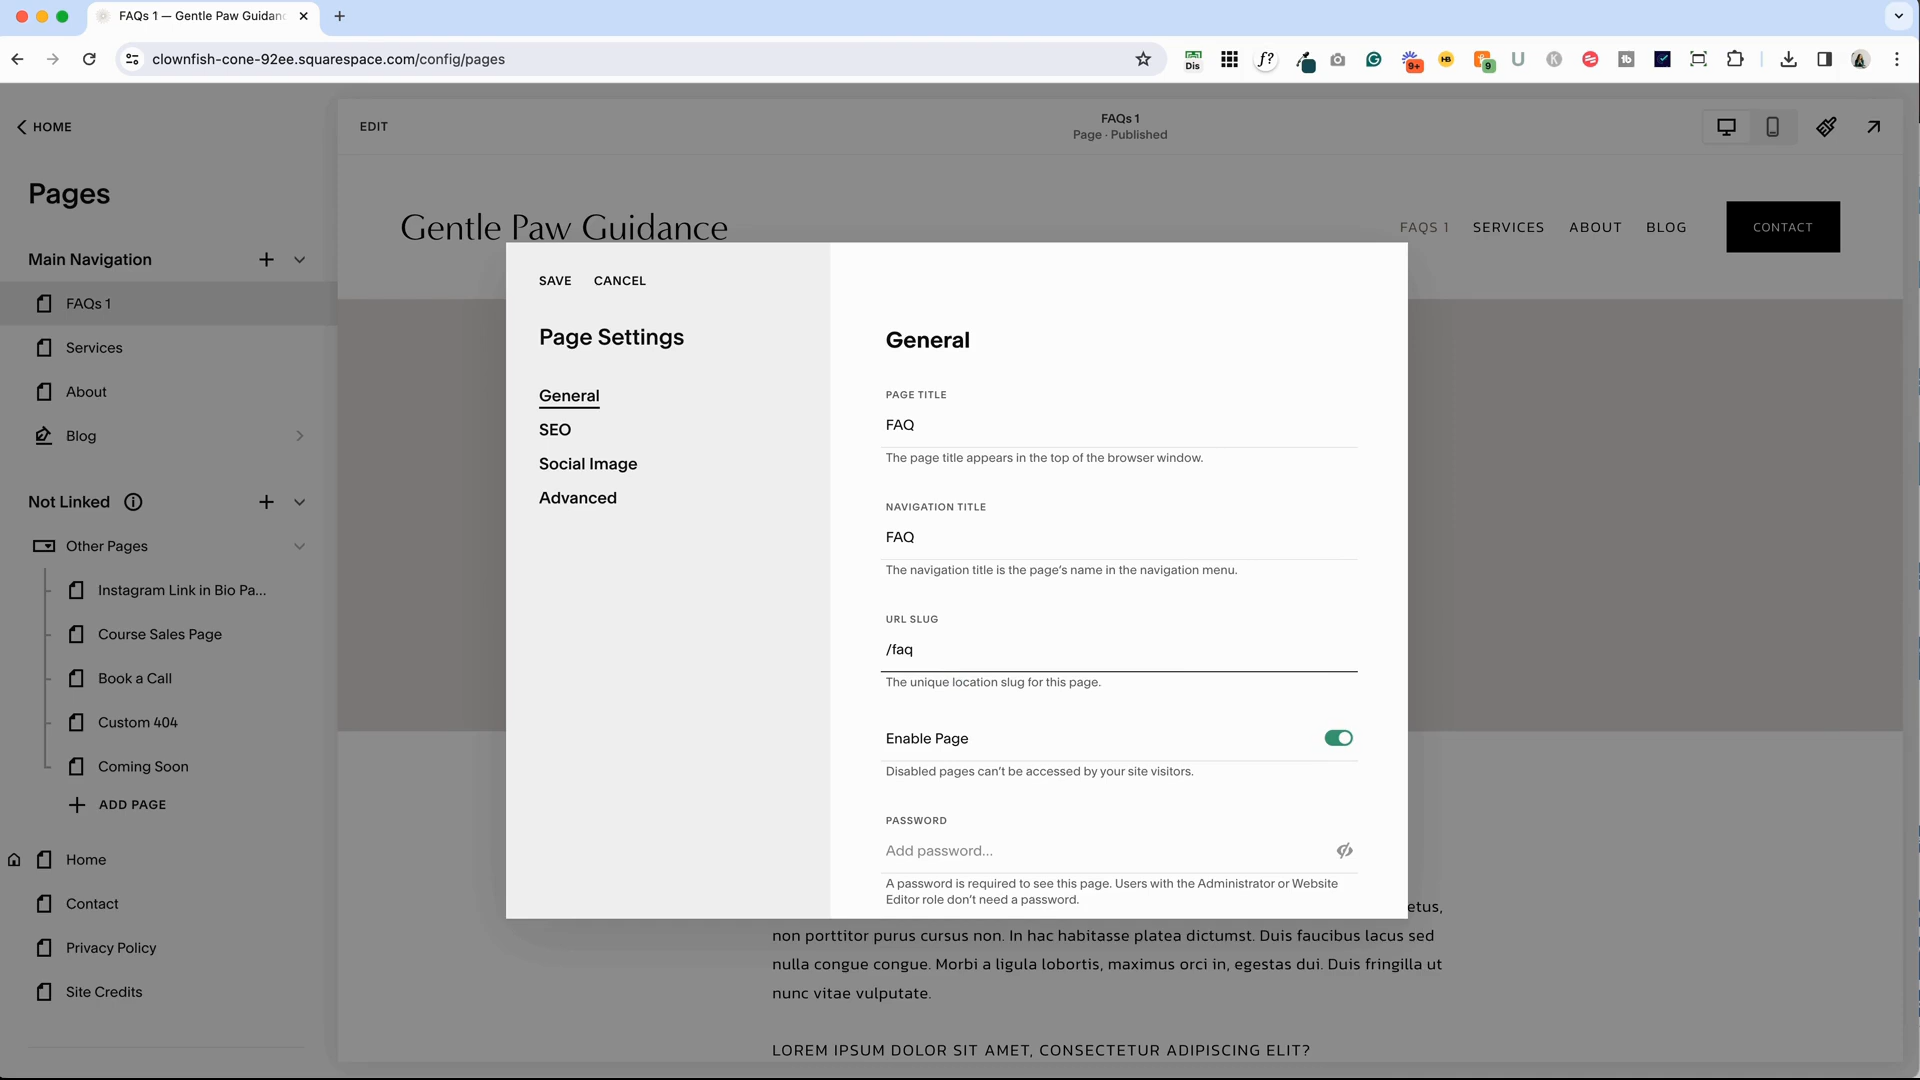 FAQs 1 — Gentle Paw Guidanc
clownfish-cone-92ee.squarespace.com/config/pages
Dis
f?
9+
HB
9
U
K
tb
HOME
EDIT
FAQs 1
Page · Published
Pages
Gentle Paw Guidance
FAQS 1
SERVICES
ABOUT
BLOG
CONTACT
Main Navigation
FAQs 1
Services
About
Blog
Not Linked
Other Pages
Instagram Link in Bio Pa...
Course Sales Page
Book a Call
Custom 404
Coming Soon
ADD PAGE
Home
Contact
Privacy Policy
Site Credits
SAVE
CANCEL
Page Settings
General
SEO
Social Image
Advanced
General
PAGE TITLE
FAQ
The page title appears in the top of the browser window.
NAVIGATION TITLE
FAQ
The navigation title is the page’s name in the navigation menu.
URL SLUG
/faq
The unique location slug for this page.
Enable Page
Disabled pages can’t be accessed by your site visitors.
PASSWORD
Add password...
A password is required to see this page. Users with the Administrator or Website
Editor role don’t need a password.
etus,
non porttitor purus cursus non. In hac habitasse platea dictumst. Duis faucibus lacus sed
nulla congue congue. Morbi a ligula lobortis, maximus orci in, egestas dui. Duis fringilla ut
nunc vitae vulputate.
LOREM IPSUM DOLOR SIT AMET, CONSECTETUR ADIPISCING ELIT?